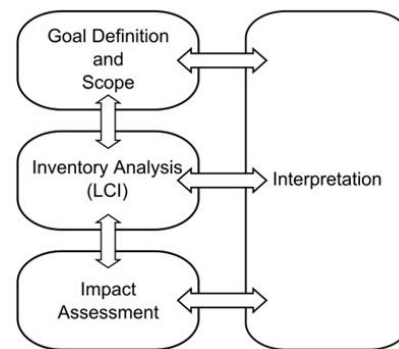 Goal Definition
and
Scope
Inventory Analysis
(LCI)
Interpretation
Impact
Assessment